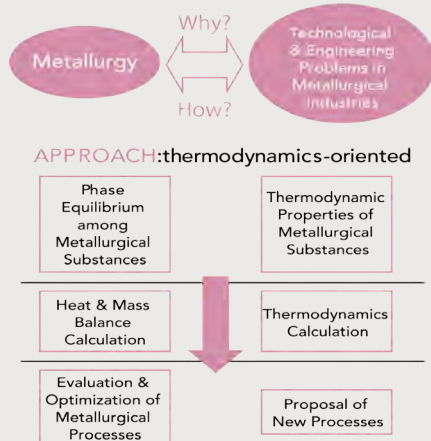 Why?
Metallurgy
Technological
& Engineering
Problems in
Metallurgical
Industries
How?
APPROACH:thermodynamics-oriented
Phase
Equilibrium
among
Metallurgical
Substances
Thermodynamic
Properties of
Metallurgical
Substances
Heat & Mass
Balance
Calculation
Thermodynamics
Calculation
Evaluation &
Optimization of
Metallurgical
Processes
Proposal of
New Processes